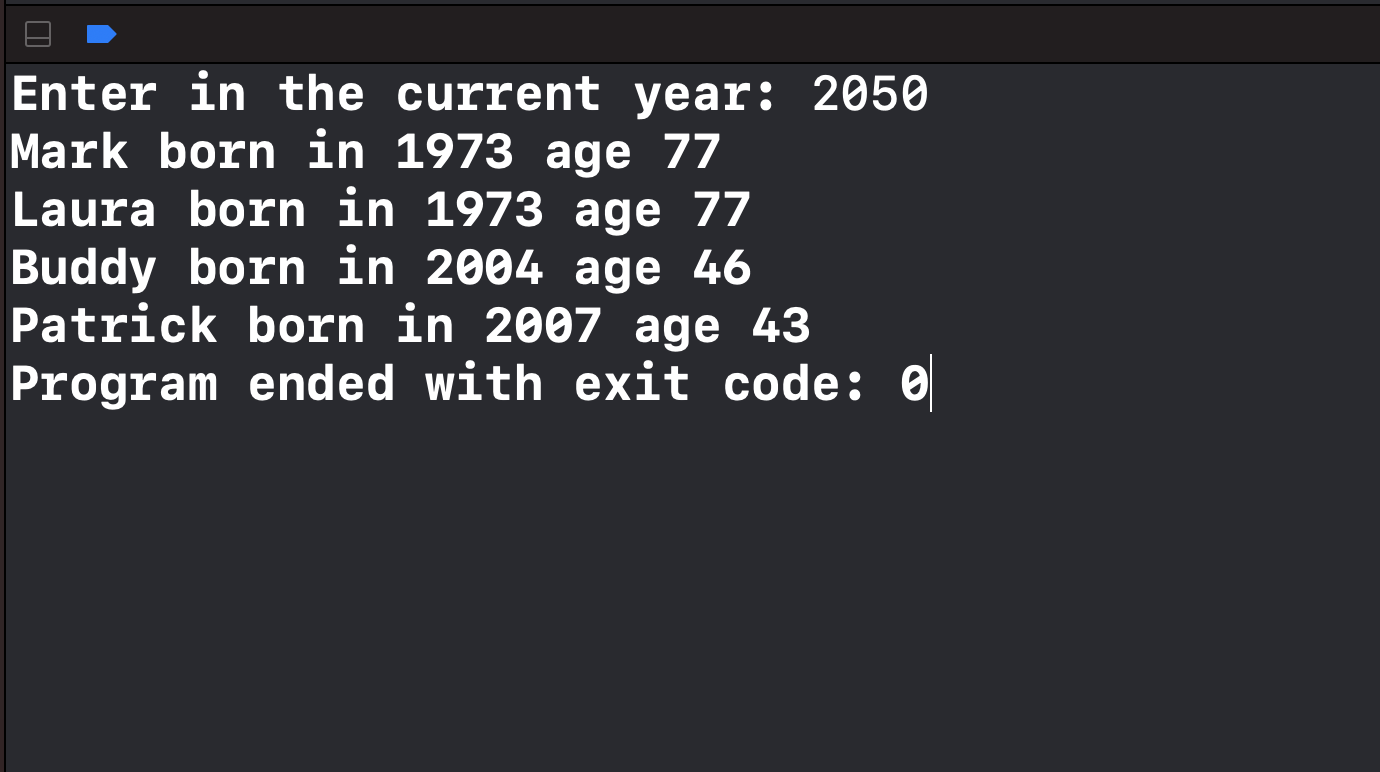 Enter in the current year: 2050
Mark born in 1973 age 77
Laura born in 1973 age 77
Buddy born in 2004 age 46
Patrick born in 2007 age 43
Program ended with exit code: 0